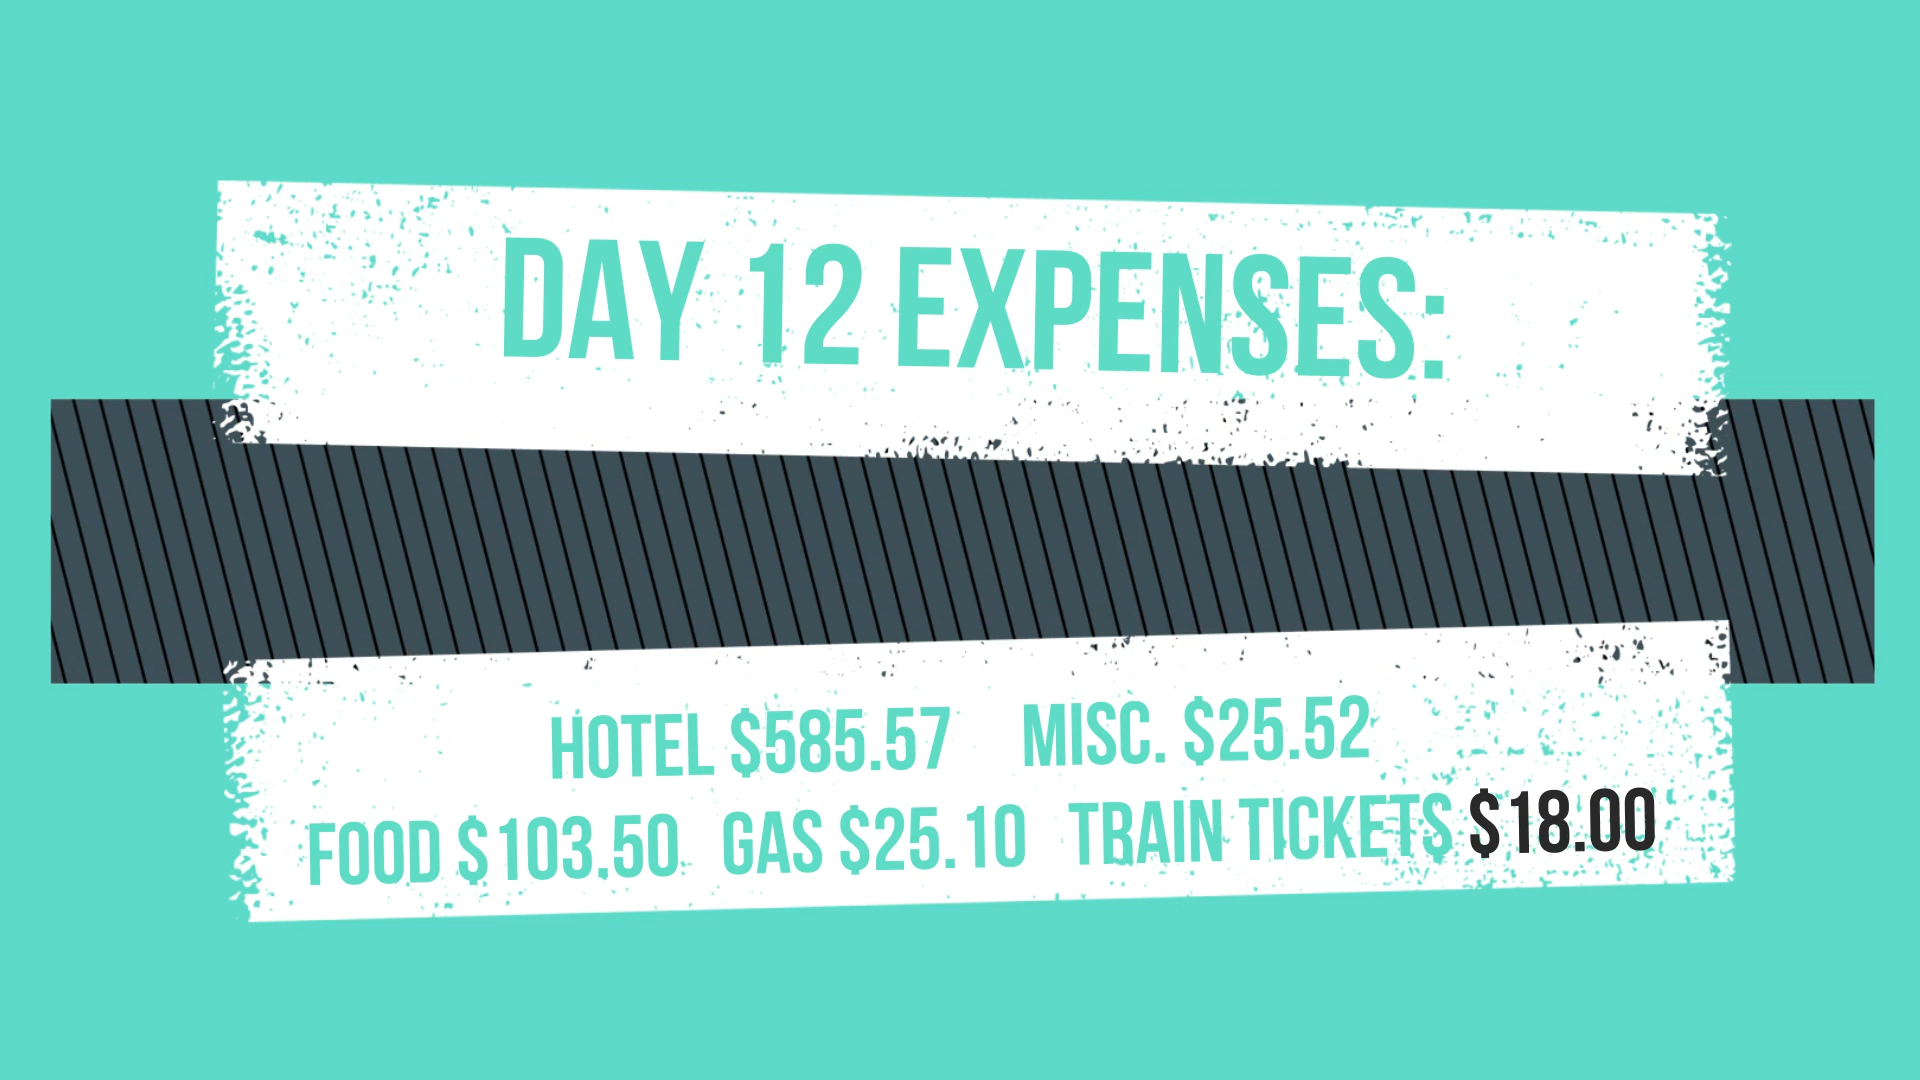 DAY 12 EXPENSES:
HOTEL $585.57 MISC. $25.52
FOOD $103.50 GAS $25.10 TRAIN TICKETS $18.00